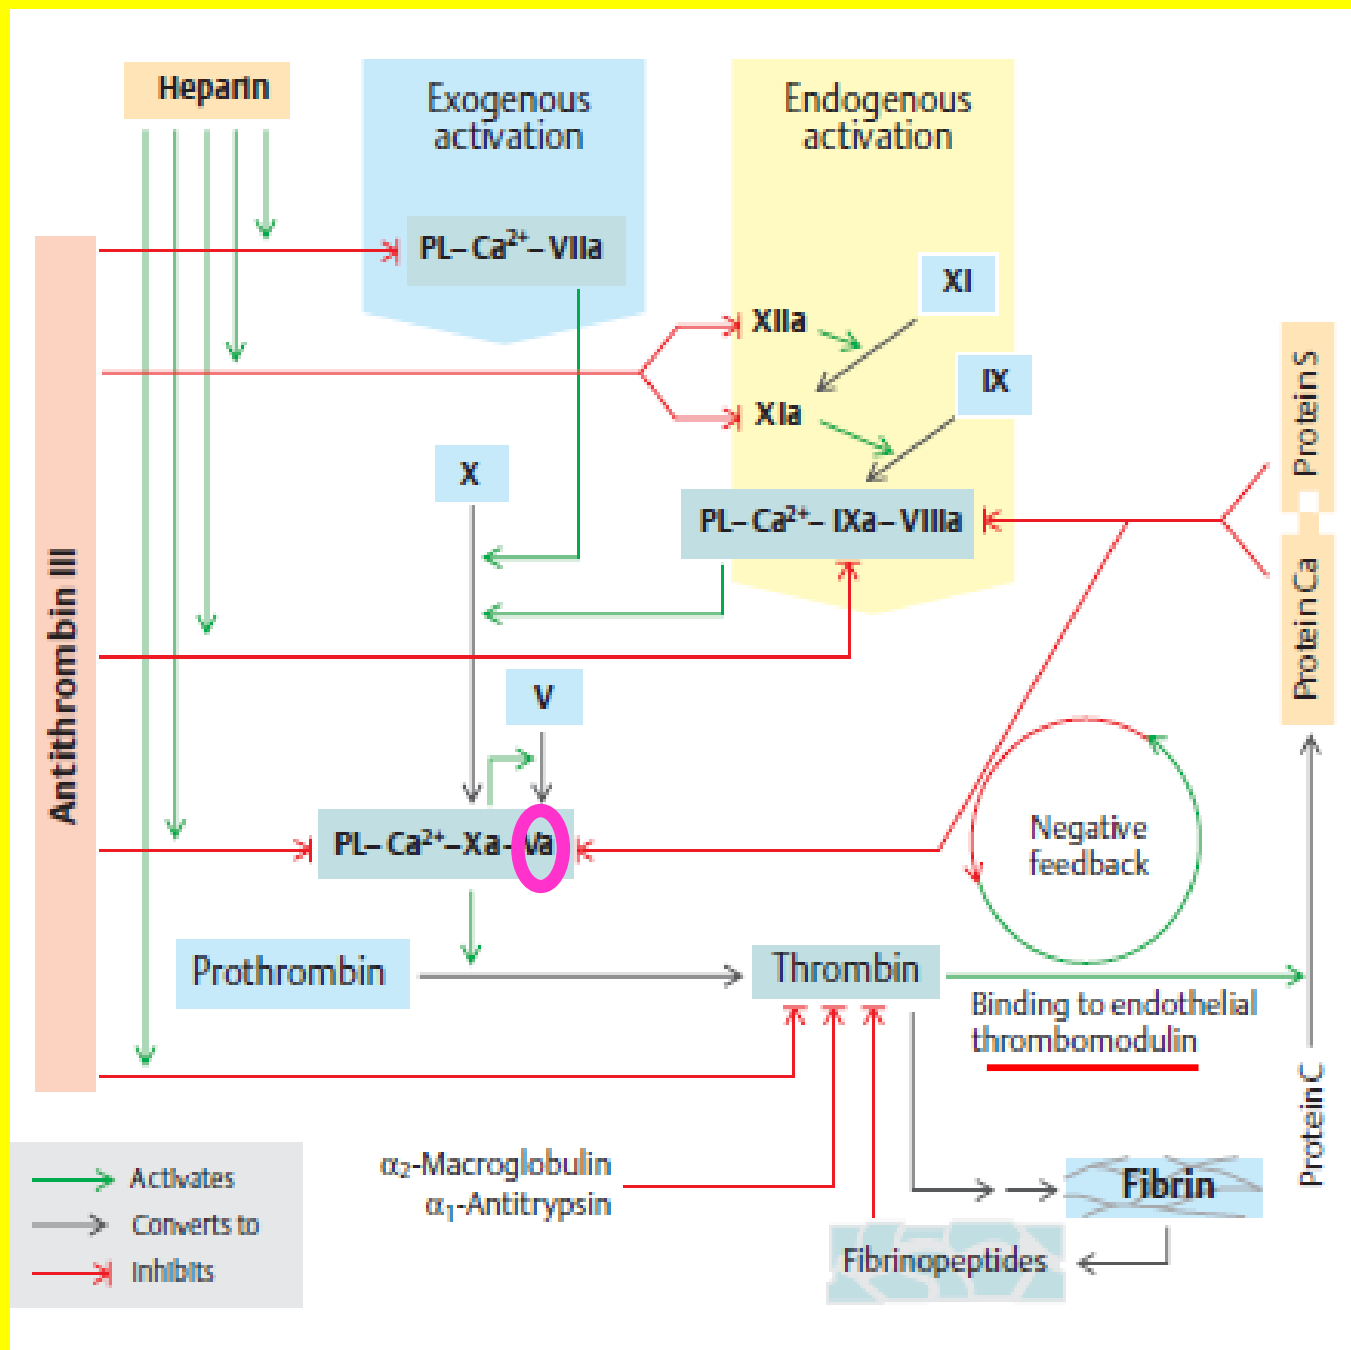 Heparin
Exogenous
activation
Endogenous
activation
PL–Ca²⁺–VIIa
XI
XIIa
IX
XIa
Protein S
X
PL–Ca²⁺–IXa–VIIIa
Protein Ca
Antithrombin III
V
PL–Ca²⁺–Xa–Va
Negative
feedback
Prothrombin
Thrombin
Binding to endothelial
thrombomodulin
Protein C
α₂-Macroglobulin
α₁-Antitrypsin
Fibrin
Fibrinopeptides
Activates
Converts to
Inhibits